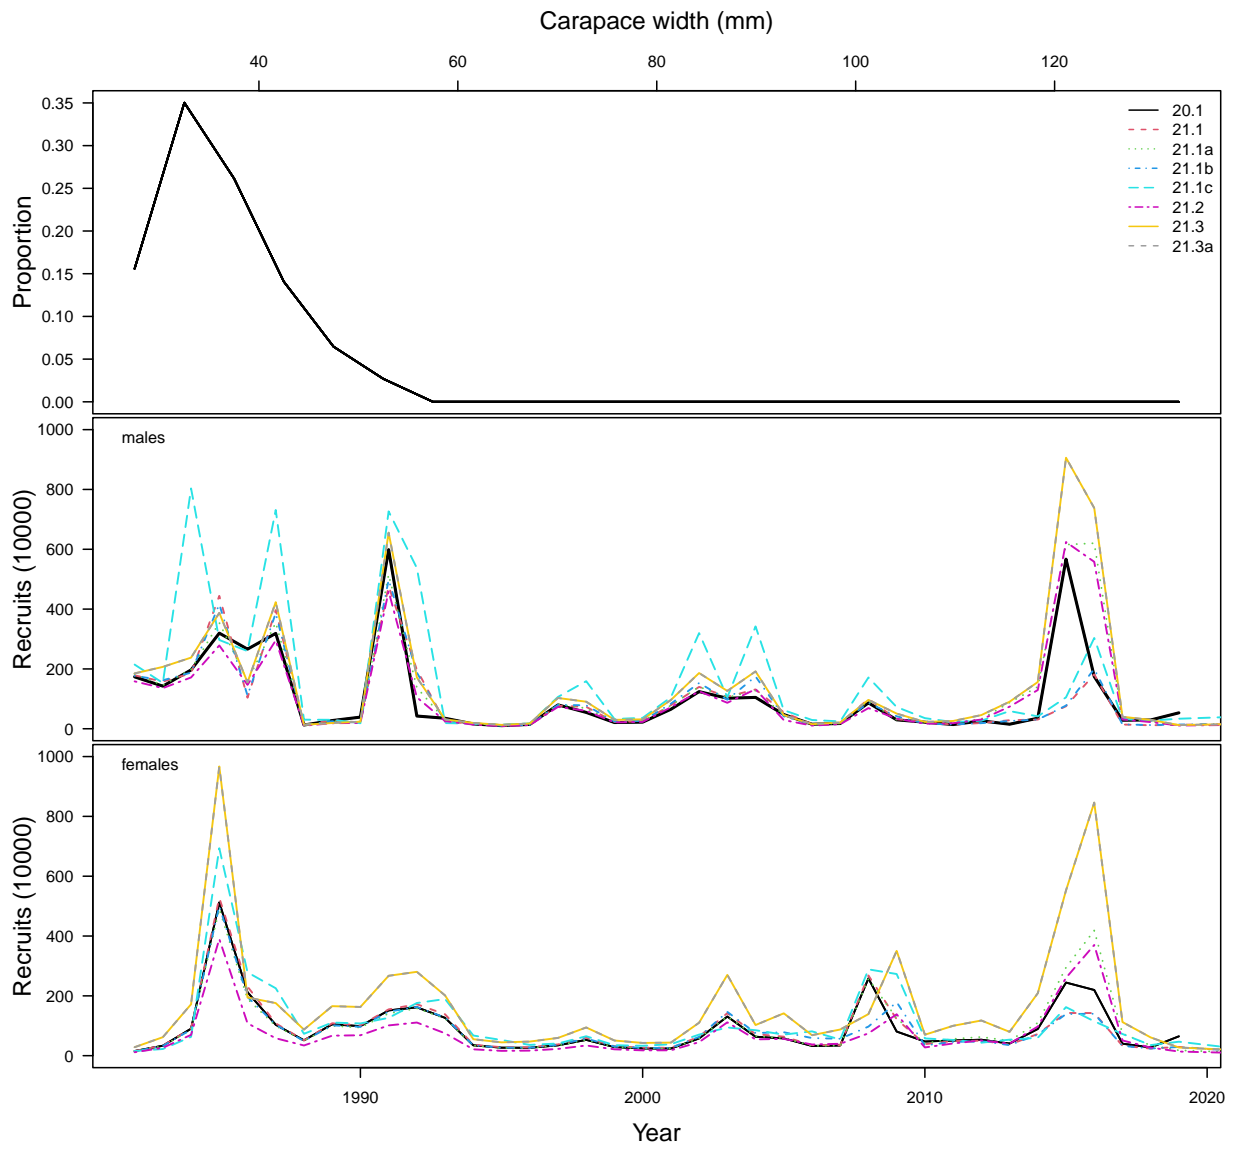 Carapace width (mm)
40 60 80 100 120
Proportion
0.35
0.30
0.25
0.20
0.15
0.10
0.05
0.00
20.1
21.1
21.1a
21.1b
21.1c
21.2
21.3
21.3a
males
Recruits (10000)
1000
800
600
400
200
0
females
Recruits (10000)
1000
800
600
400
200
0
1990 2000 2010 2020
Year